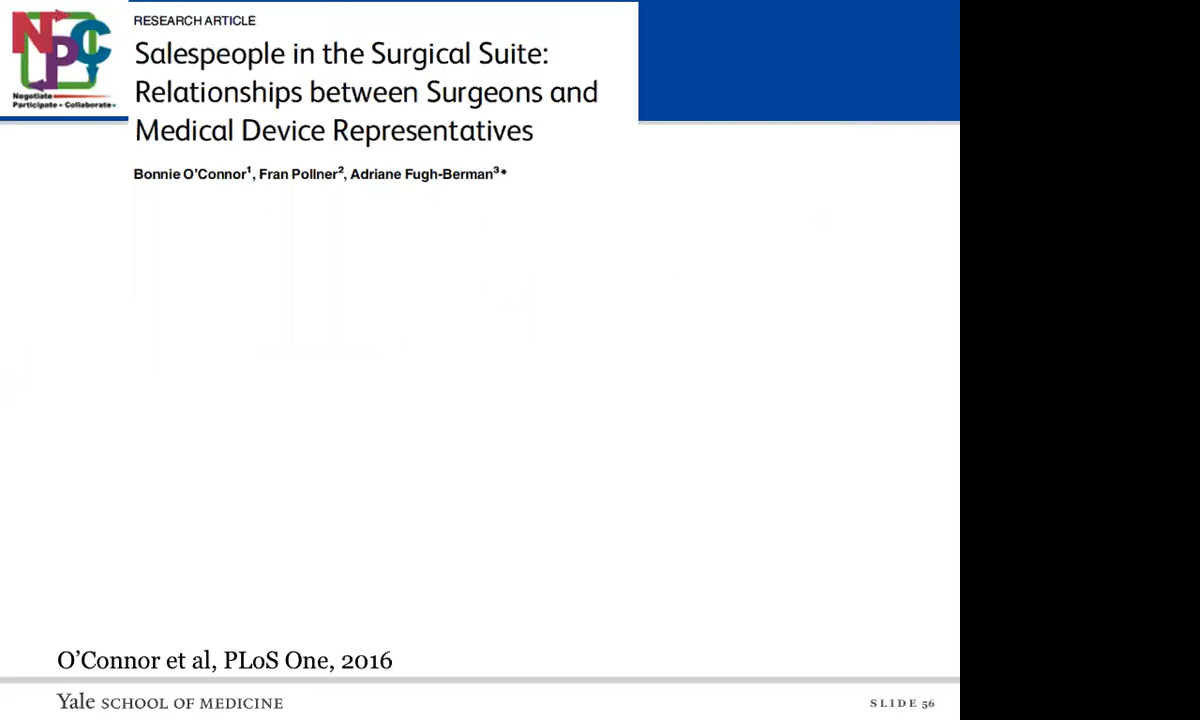 NPC
Negotiate
Participate • Collaborate
RESEARCH ARTICLE
Salespeople in the Surgical Suite:
Relationships between Surgeons and
Medical Device Representatives
Bonnie O'Connor¹, Fran Pollner², Adriane Fugh-Berman³*
O'Connor et al, PLoS One, 2016
Yale SCHOOL OF MEDICINE
SLIDE 56